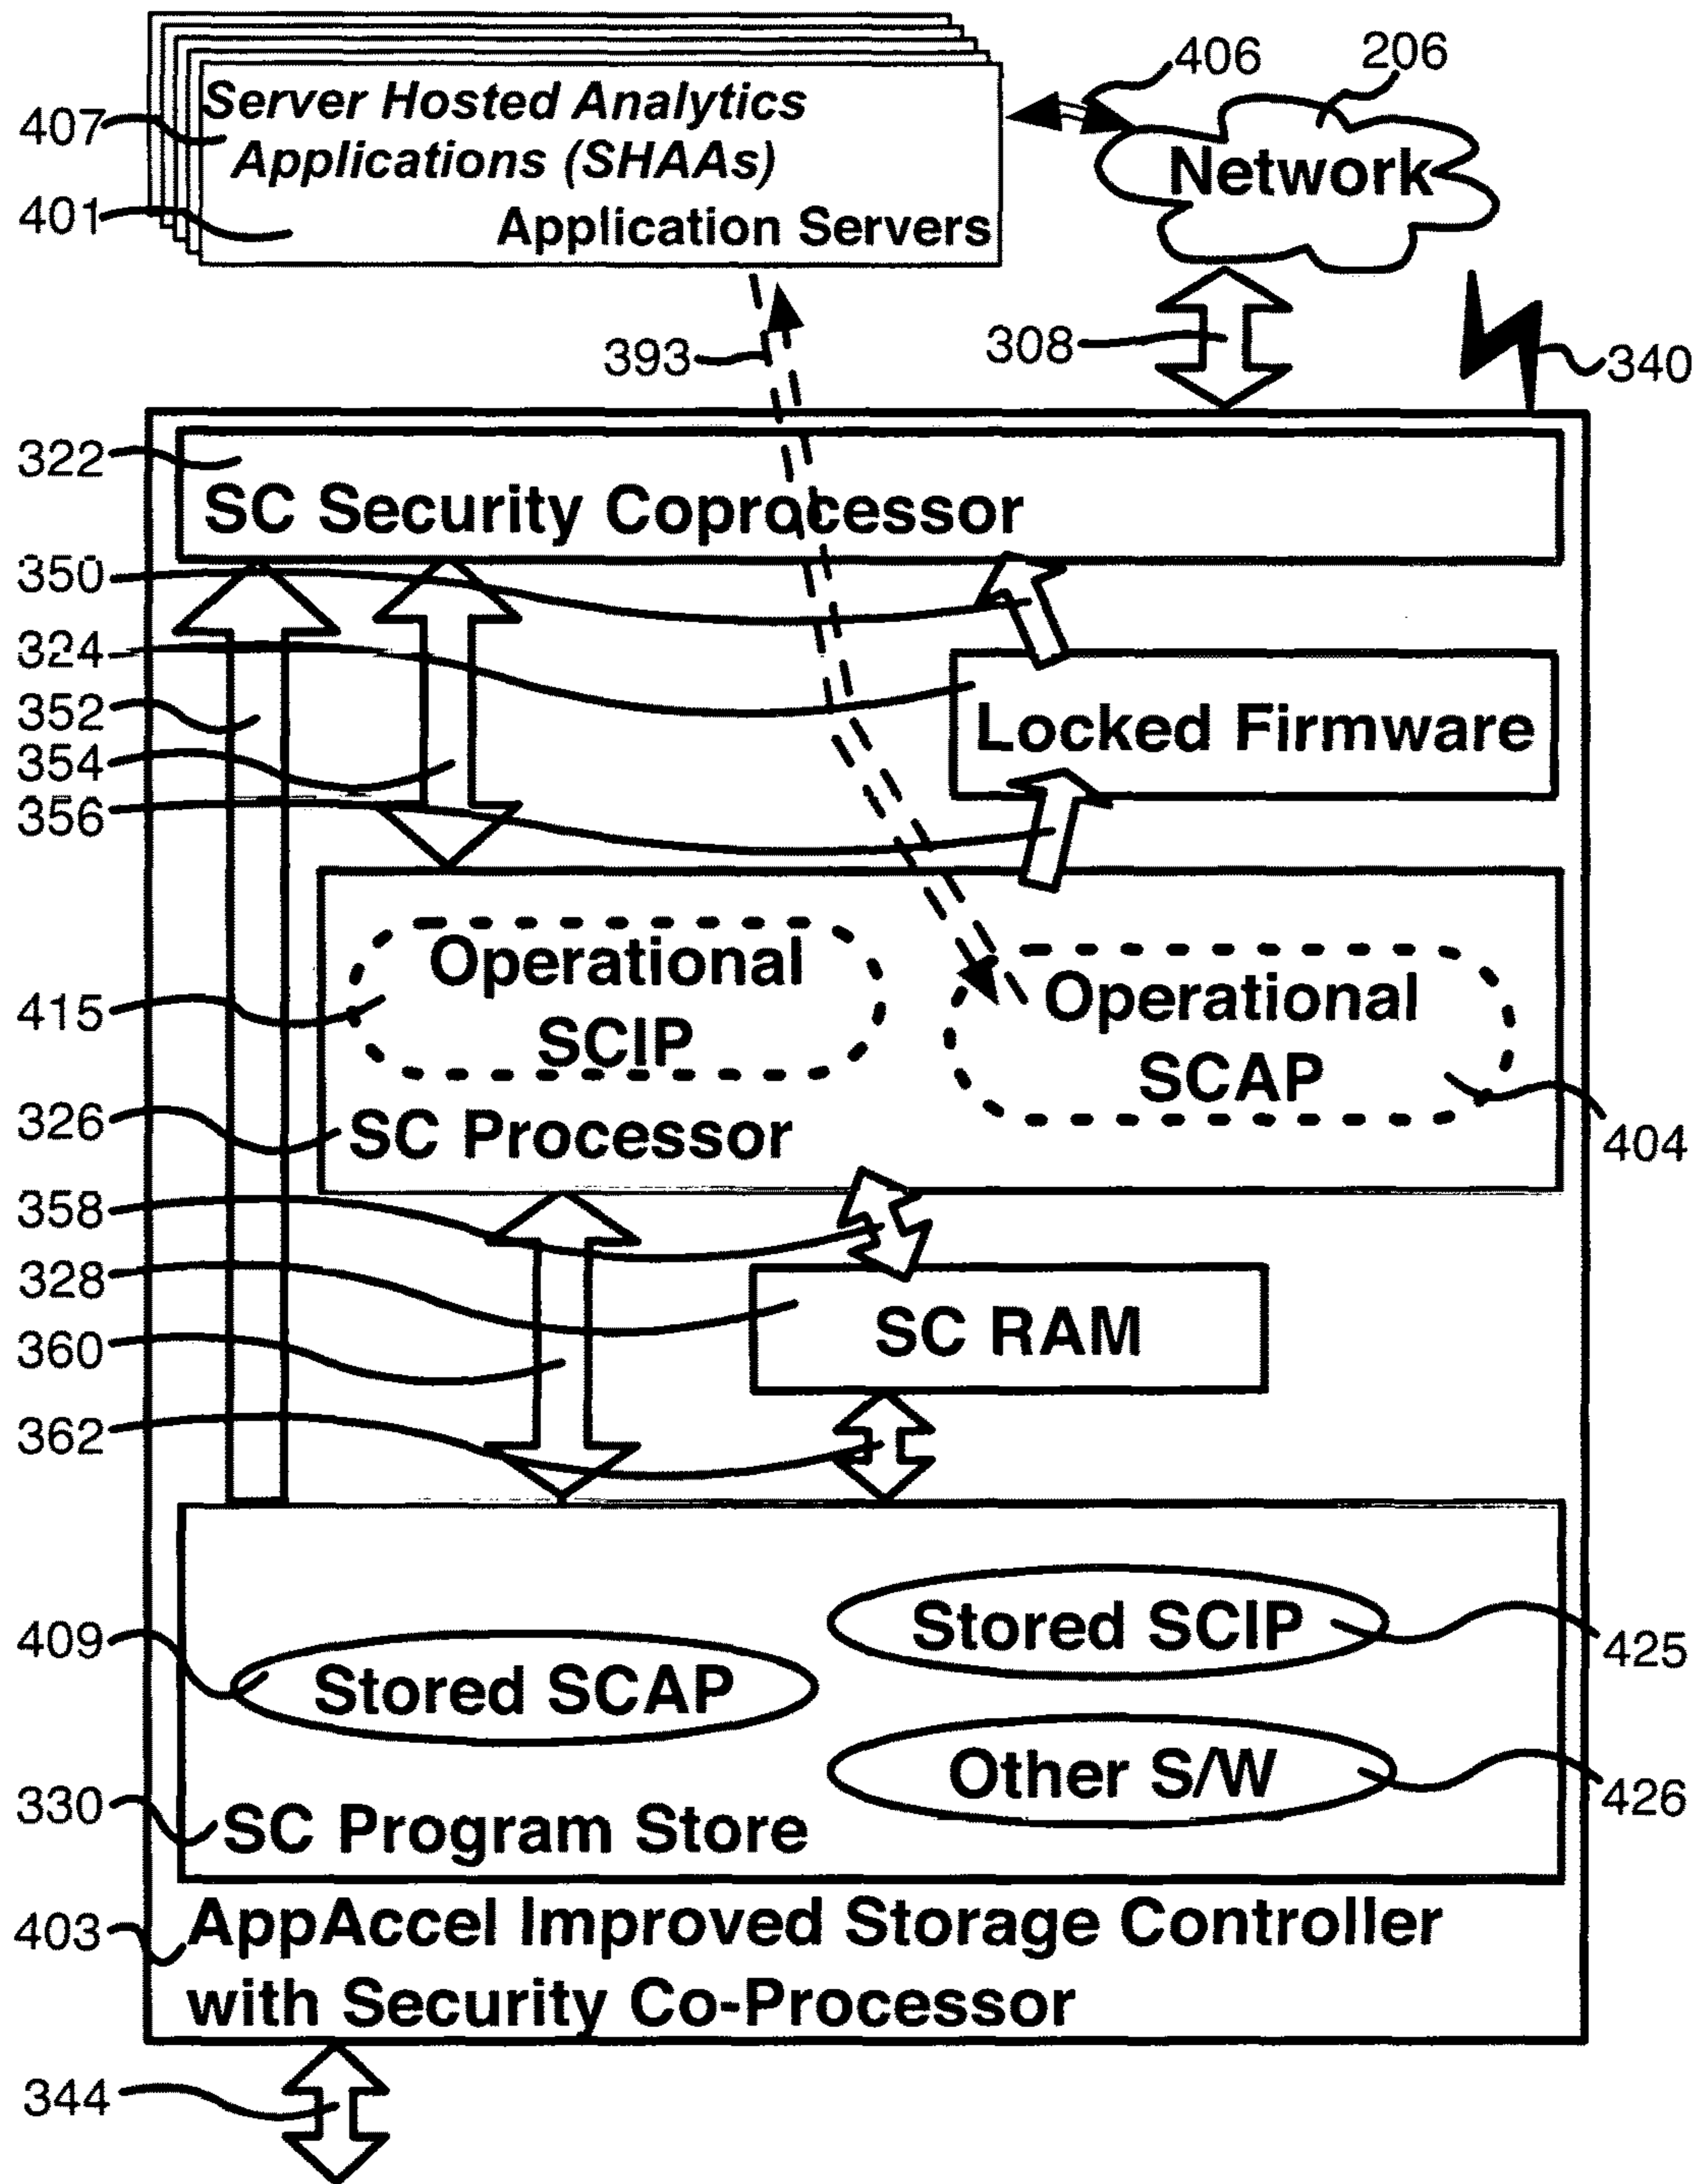 406
206
Server Hosted Analytics
407
Applications (SHAAs)
Network
401
Application Servers
393
308
340
322
SC Security Coprocessor
350
324
352
Locked Firmware
354
356
Operational
SCIP
Operational
SCAP
415
326
SC Processor
404
358
328
SC RAM
360
362
409
Stored SCAP
Stored SCIP
425
Other S/W
426
330
SC Program Store
403
AppAccel Improved Storage Controller
with Security Co-Processor
344